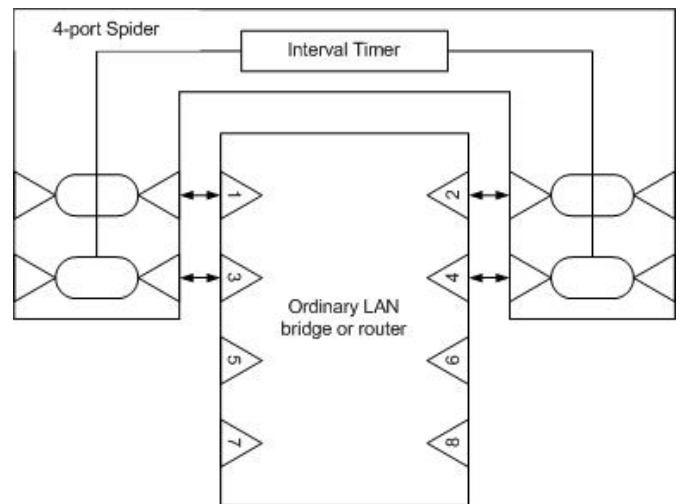 4-port Spider
Interval Timer
1
2
3
4
Ordinary LAN
bridge or router
5
6
7
8